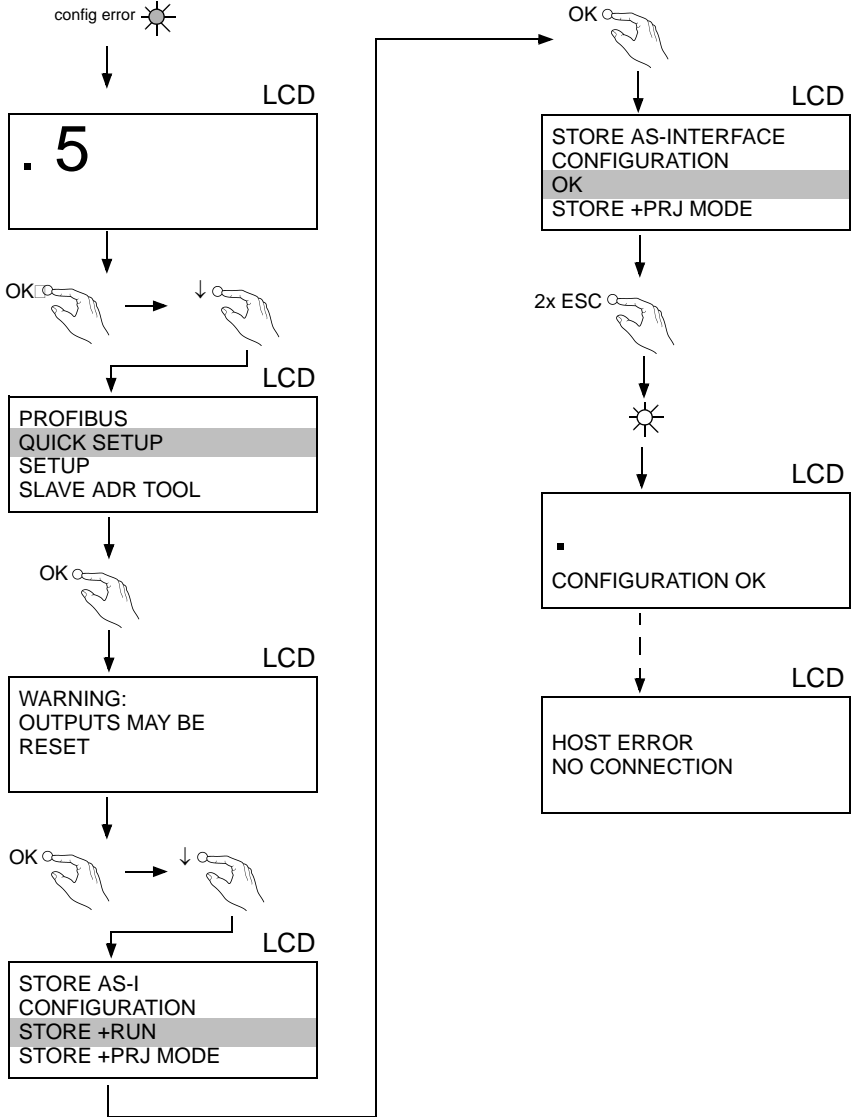 config error
LCD
. 5
OK
↓
LCD
PROFIBUS
QUICK SETUP
SETUP
SLAVE ADR TOOL
OK
LCD
WARNING:
OUTPUTS MAY BE
RESET
OK
↓
LCD
STORE AS-I
CONFIGURATION
STORE +RUN
STORE +PRJ MODE
OK
LCD
STORE AS-INTERFACE
CONFIGURATION
OK
STORE +PRJ MODE
2x ESC
LCD
.
CONFIGURATION OK
LCD
HOST ERROR
NO CONNECTION